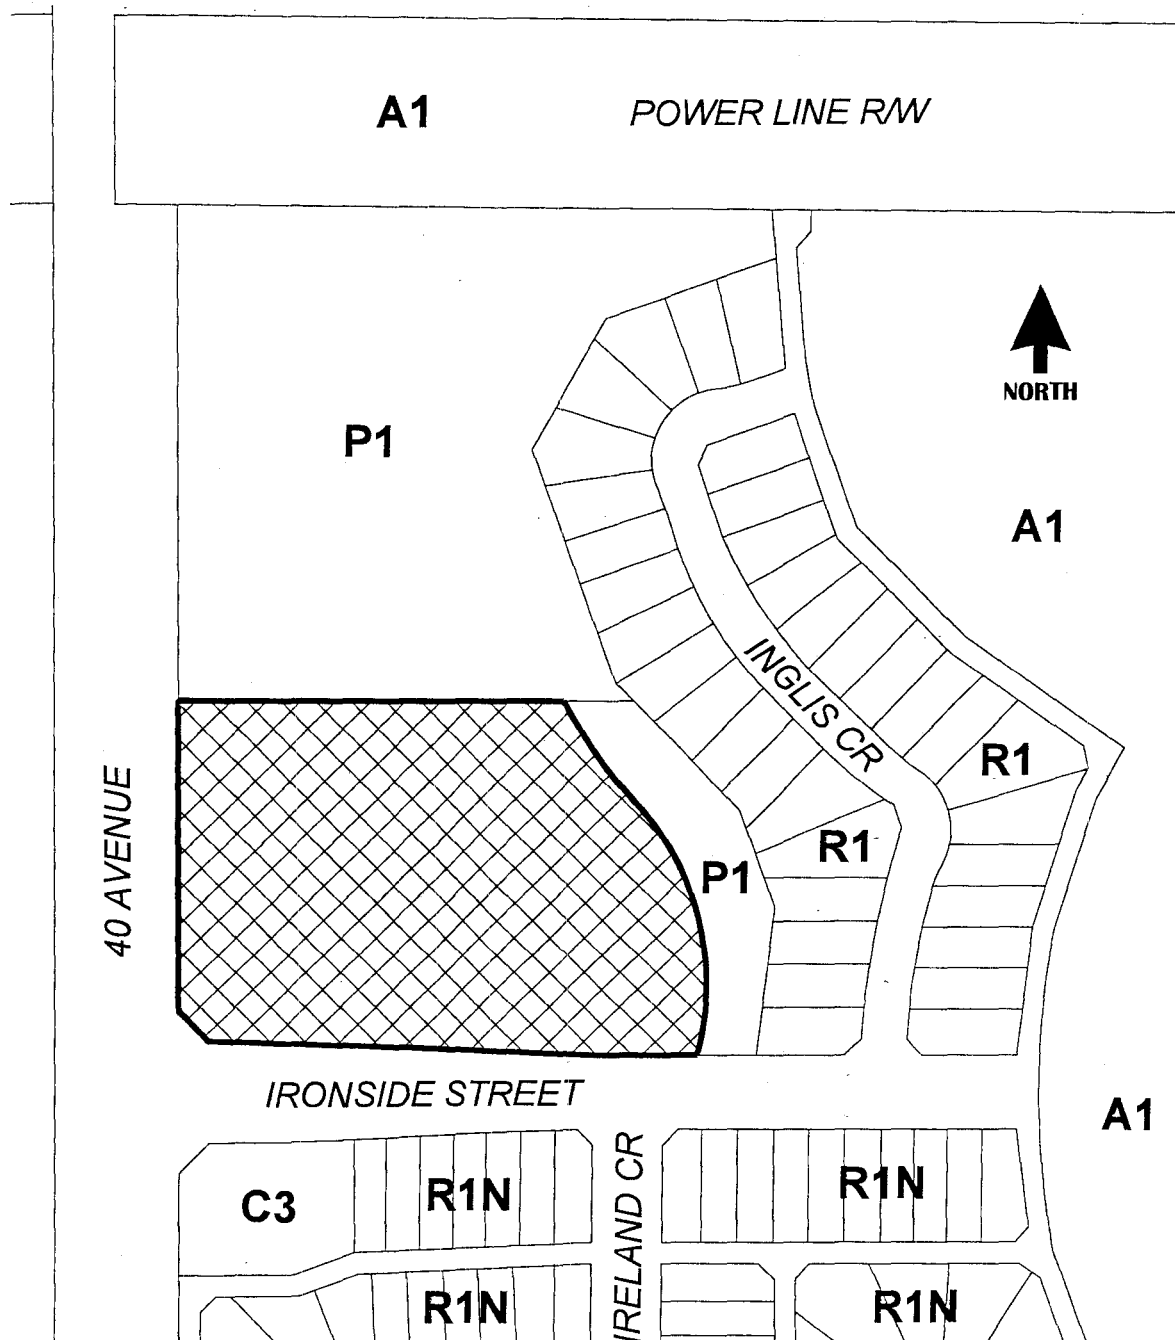 A1
POWER LINE R/W
NORTH
P1
A1
INGLIS CR
R1
40 AVENUE
R1
P1
IRONSIDE STREET
A1
IRELAND CR
R1N
R1N
C3
R1N
R1N